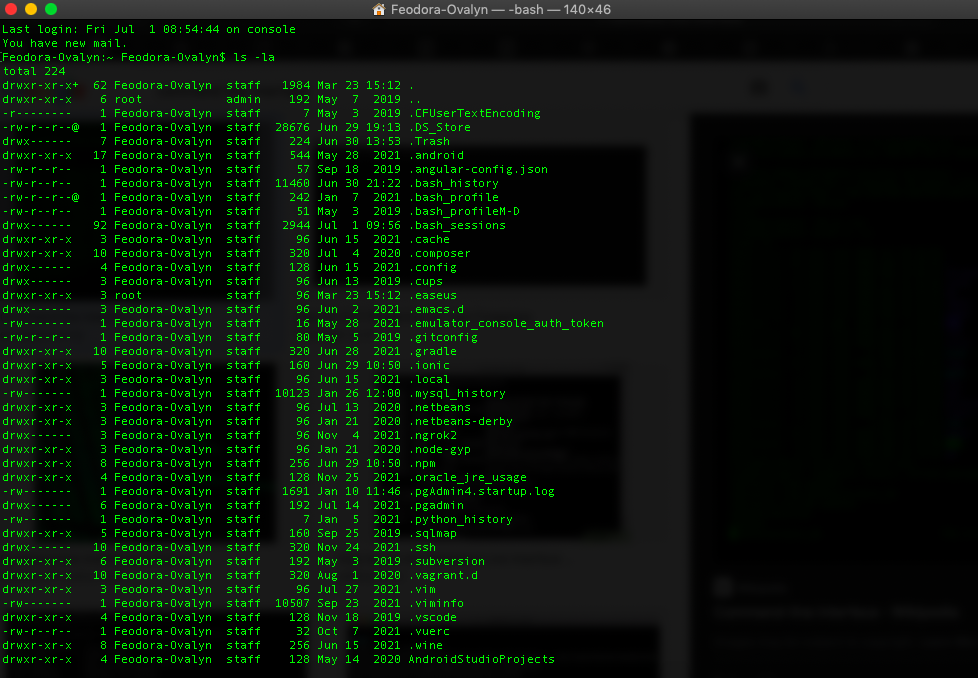 Feodora-Ovalyn — -bash — 140×46
Last login: Fri Jul  1 08:54:44 on console
You have new mail.
[Feodora-Ovalyn:~ Feodora-Ovalyn$ ls -la
total 224
drwxr-xr-x+  62 Feodora-Ovalyn  staff   1984 Mar 23 15:12 .
drwxr-xr-x    6 root            admin    192 May  7  2019 ..
-r--------    1 Feodora-Ovalyn  staff      7 May  3  2019 .CFUserTextEncoding
-rw-r--r--@   1 Feodora-Ovalyn  staff  28676 Jun 29 19:13 .DS_Store
drwx------    7 Feodora-Ovalyn  staff    224 Jun 30 13:53 .Trash
drwxr-xr-x   17 Feodora-Ovalyn  staff    544 May 28  2021 .android
-rw-r--r--    1 Feodora-Ovalyn  staff     57 Sep 18  2019 .angular-config.json
-rw-r--r--    1 Feodora-Ovalyn  staff  11460 Jun 30 21:22 .bash_history
-rw-r--r--@   1 Feodora-Ovalyn  staff    242 Jan  7  2021 .bash_profile
-rw-r--r--    1 Feodora-Ovalyn  staff     51 May  3  2019 .bash_profileM-D
drwx------   92 Feodora-Ovalyn  staff   2944 Jul  1 09:56 .bash_sessions
drwxr-xr-x    3 Feodora-Ovalyn  staff     96 Jun 15  2021 .cache
drwxr-xr-x   10 Feodora-Ovalyn  staff    320 Jul  4  2020 .composer
drwx------    4 Feodora-Ovalyn  staff    128 Jun 15  2021 .config
drwx------    3 Feodora-Ovalyn  staff     96 Jun 13  2019 .cups
drwxr-xr-x    3 root            staff     96 Mar 23 15:12 .easeus
drwx------    3 Feodora-Ovalyn  staff     96 Jun  2  2021 .emacs.d
-rw-------    1 Feodora-Ovalyn  staff     16 May 28  2021 .emulator_console_auth_token
-rw-r--r--    1 Feodora-Ovalyn  staff     80 May  5  2019 .gitconfig
drwxr-xr-x   10 Feodora-Ovalyn  staff    320 Jun 28  2021 .gradle
drwxr-xr-x    5 Feodora-Ovalyn  staff    160 Jun 29 10:50 .ionic
drwxr-xr-x    3 Feodora-Ovalyn  staff     96 Jun 15  2021 .local
-rw-------    1 Feodora-Ovalyn  staff  10123 Jan 26 12:00 .mysql_history
drwxr-xr-x    3 Feodora-Ovalyn  staff     96 Jul 13  2020 .netbeans
drwxr-xr-x    3 Feodora-Ovalyn  staff     96 Jan 21  2020 .netbeans-derby
drwx------    3 Feodora-Ovalyn  staff     96 Nov  4  2021 .ngrok2
drwxr-xr-x    3 Feodora-Ovalyn  staff     96 Jan 21  2020 .node-gyp
drwxr-xr-x    8 Feodora-Ovalyn  staff    256 Jun 29 10:50 .npm
drwxr-xr-x    4 Feodora-Ovalyn  staff    128 Nov 25  2021 .oracle_jre_usage
-rw-------    1 Feodora-Ovalyn  staff   1691 Jan 10 11:46 .pgAdmin4.startup.log
drwx------    6 Feodora-Ovalyn  staff    192 Jul 14  2021 .pgadmin
-rw-------    1 Feodora-Ovalyn  staff      7 Jan  5  2021 .python_history
drwxr-xr-x    5 Feodora-Ovalyn  staff    160 Sep 25  2019 .sqlmap
drwx------   10 Feodora-Ovalyn  staff    320 Nov 24  2021 .ssh
drwxr-xr-x    6 Feodora-Ovalyn  staff    192 May  3  2019 .subversion
drwxr-xr-x   10 Feodora-Ovalyn  staff    320 Aug  1  2020 .vagrant.d
drwxr-xr-x    3 Feodora-Ovalyn  staff     96 Jul 27  2021 .vim
-rw-------    1 Feodora-Ovalyn  staff  10507 Sep 23  2021 .viminfo
drwxr-xr-x    4 Feodora-Ovalyn  staff    128 Nov 18  2019 .vscode
-rw-r--r--    1 Feodora-Ovalyn  staff     32 Oct  7  2021 .vuerc
drwxr-xr-x    8 Feodora-Ovalyn  staff    256 Jun 15  2021 .wine
drwxr-xr-x    4 Feodora-Ovalyn  staff    128 May 14  2020 AndroidStudioProjects